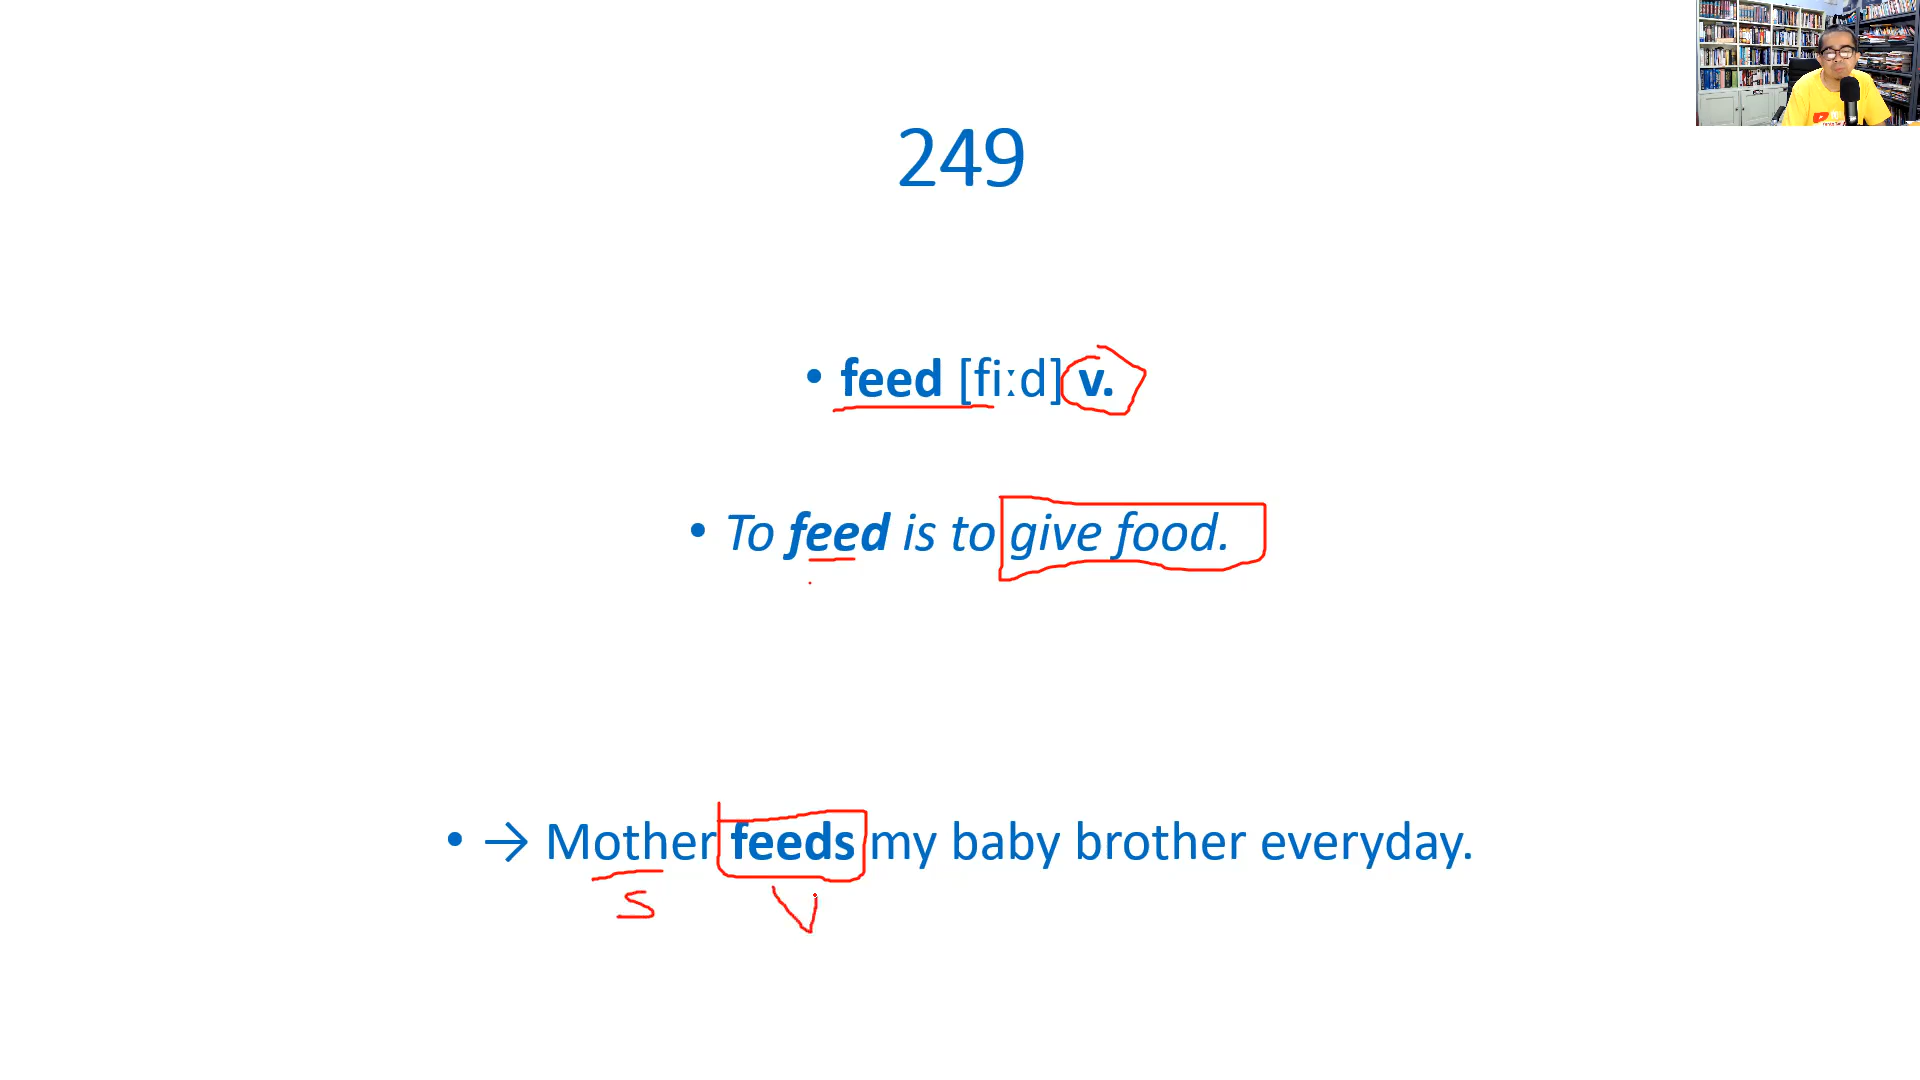 249
• feed [fiːd] v.
• To feed is to give food.
• → Mother feeds my baby brother everyday.
S V